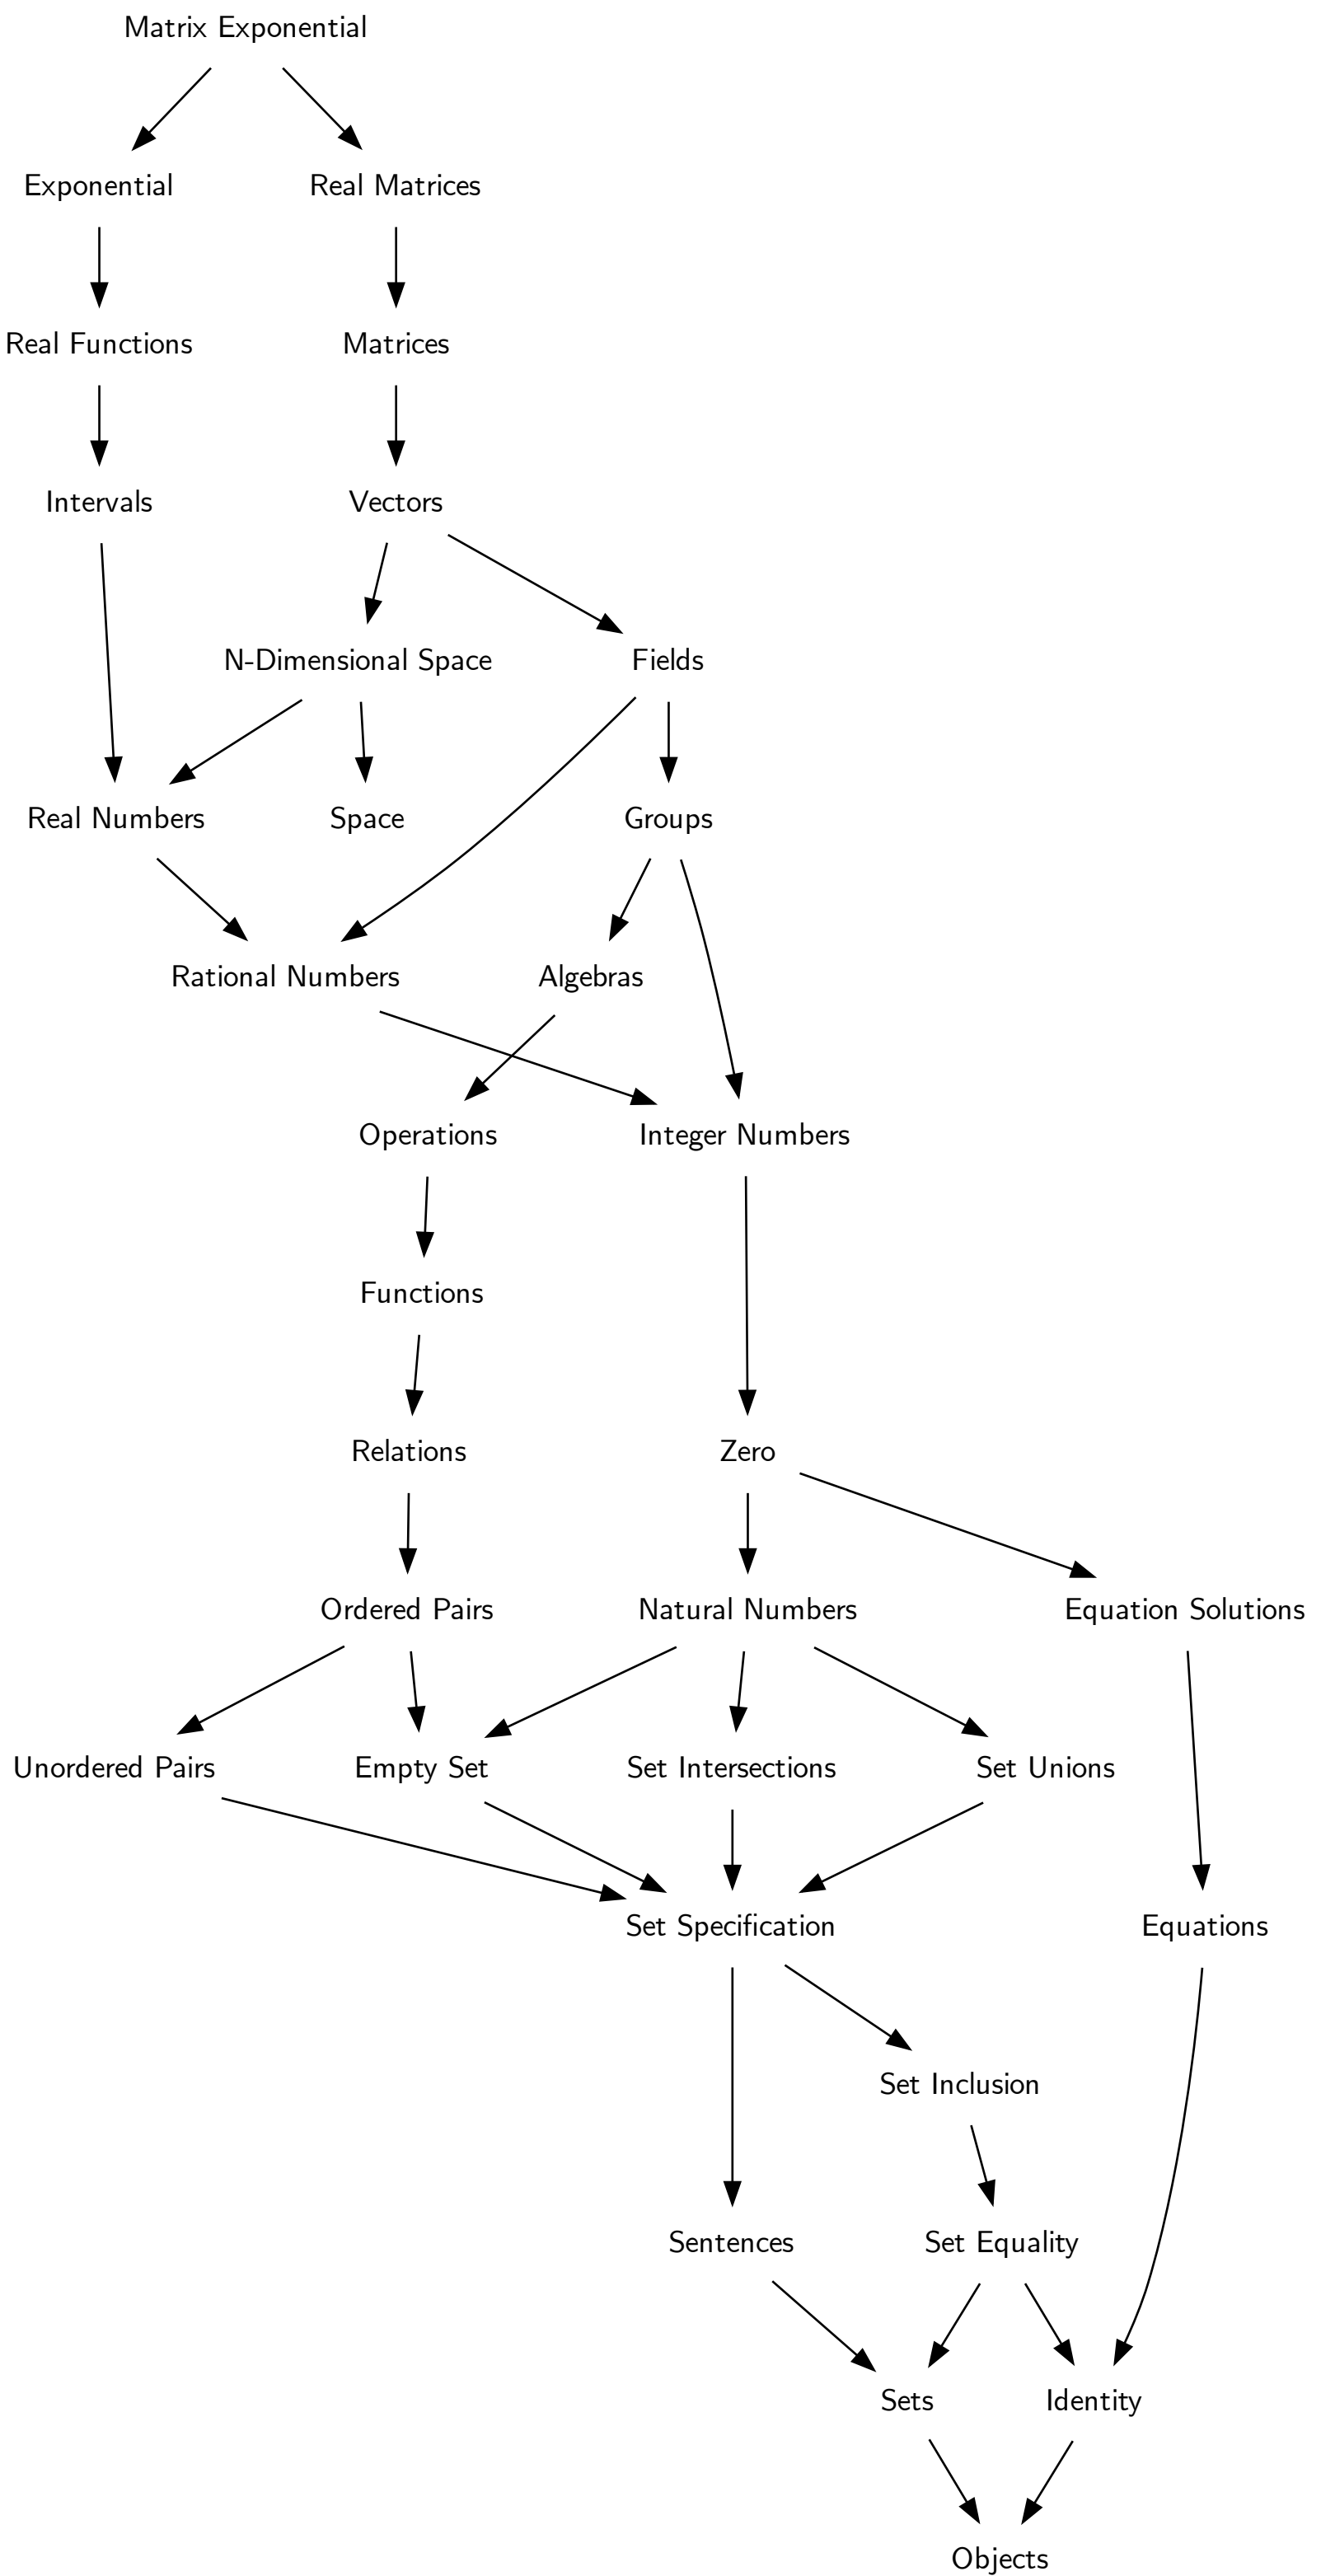 Matrix Exponential
Exponential
Real Matrices
Real Functions
Matrices
Intervals
Vectors
N-Dimensional Space
Fields
Real Numbers
Space
Groups
Rational Numbers
Algebras
Operations
Integer Numbers
Functions
Relations
Zero
Ordered Pairs
Natural Numbers
Equation Solutions
Unordered Pairs
Empty Set
Set Intersections
Set Unions
Set Specification
Equations
Set Inclusion
Sentences
Set Equality
Sets
Identity
Objects